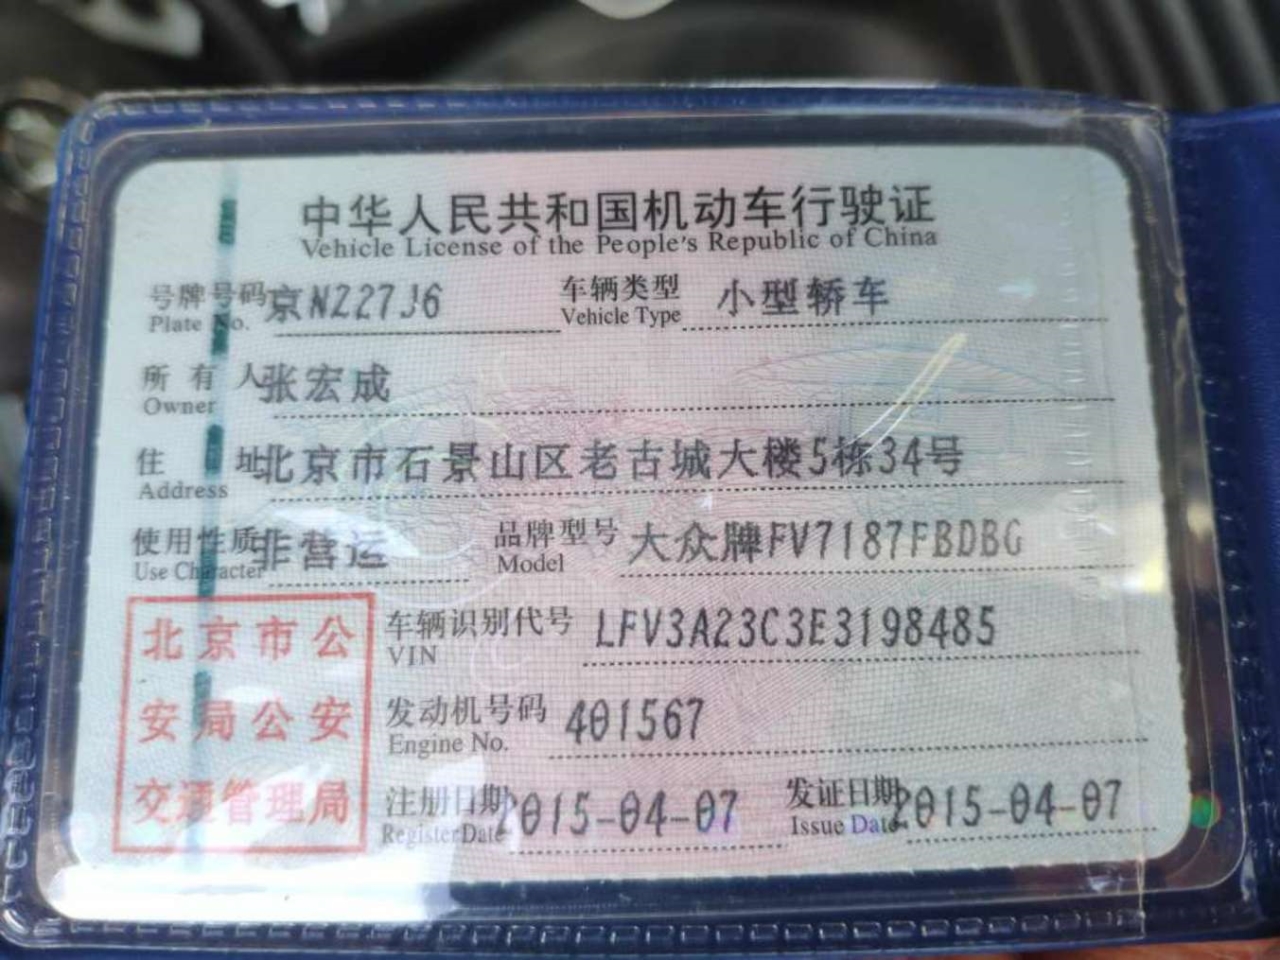 中华人民共和国机动车行驶证
Vehicle License of the People's Republic of China
号牌号码 京N227J6 车辆类型 小型轿车
Plate No. Vehicle Type
所有人 张宏成
Owner
住址 北京市石景山区老古城大楼5栋34号
Address
使用性质 非营运 品牌型号 大众牌FV7187FBDBG
Use Character Model
北京市公
安局公安
交通管理局
车辆识别代号 LFV3A23C3E3198485
VIN
发动机号码 401567
Engine No.
注册日期 2015-04-07 发证日期 2015-04-07
Register Date Issue Date